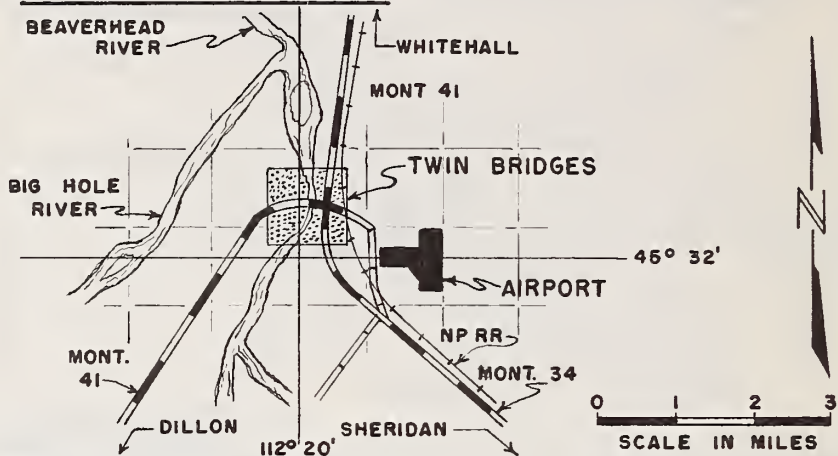 BEAVERHEAD
RIVER
WHITEHALL
MONT 41
TWIN BRIDGES
BIG HOLE
RIVER
N
46° 32'
AIRPORT
NP RR
MONT.
41
MONT. 34
DILLON
SHERIDAN
112° 20'
0 1 2 3
SCALE IN MILES